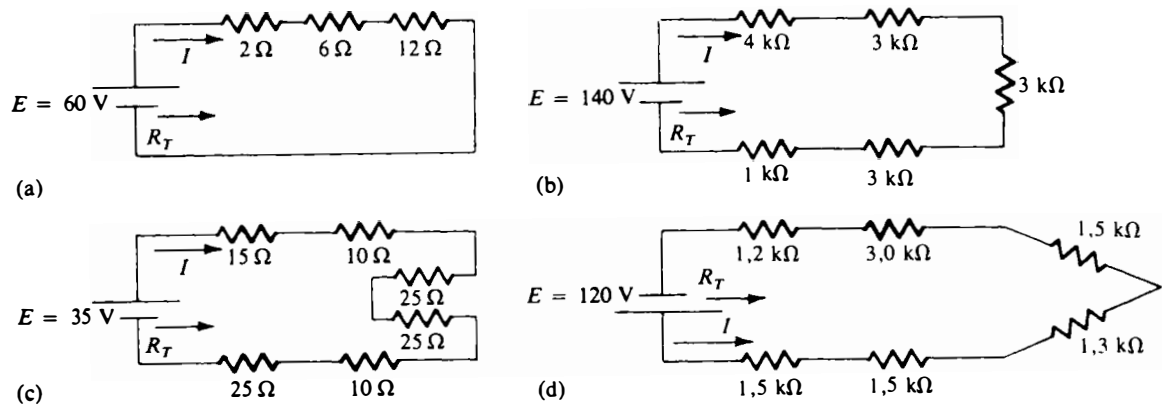 I
2 Ω
6 Ω
12 Ω
E = 60 V
R_T
(a)
I
4 kΩ
3 kΩ
3 kΩ
E = 140 V
R_T
1 kΩ
3 kΩ
(b)
I
15 Ω
10 Ω
25 Ω
25 Ω
E = 35 V
R_T
25 Ω
10 Ω
(c)
1,2 kΩ
3,0 kΩ
1,5 kΩ
R_T
E = 120 V
I
1,3 kΩ
1,5 kΩ
1,5 kΩ
(d)